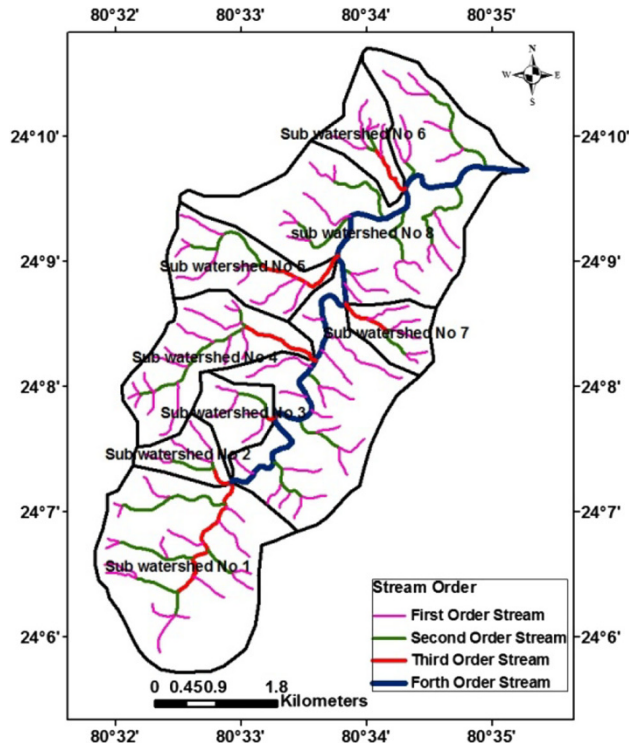 80°32' 80°33' 80°34' 80°35'
N
W E
S
24°10' 24°10'
Sub watershed No 6
sub watershed No 8
24°9' 24°9'
Sub watershed No 5
Sub watershed No 7
Sub watershed No 4
24°8' 24°8'
Sub watershed No 3
Sub watershed No 2
24°7' 24°7'
Sub watershed No 1
Stream Order
First Order Stream
Second Order Stream
Third Order Stream
Forth Order Stream
24°6' 24°6'
0 0.450.9 1.8
Kilometers
80°32' 80°33' 80°34' 80°35'